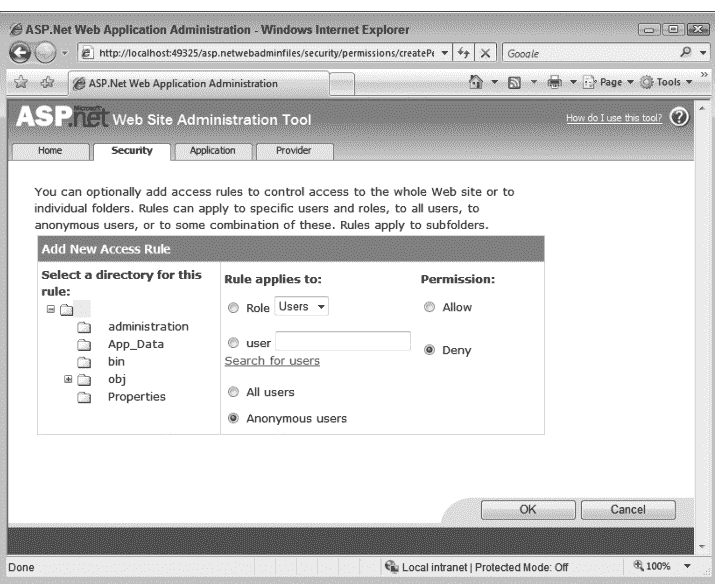 ASP.Net Web Application Administration - Windows Internet Explorer
http://localhost:49325/asp.netwebadminfiles/security/permissions/createPe
Google
ASP.Net Web Application Administration
Page Tools
Microsoft
ASP.net Web Site Administration Tool
How do I use this tool? ?
Home Security Application Provider
You can optionally add access rules to control access to the whole Web site or to
individual folders. Rules can apply to specific users and roles, to all users, to
anonymous users, or to some combination of these. Rules apply to subfolders.
Add New Access Rule
Select a directory for this
rule:
administration
App_Data
bin
obj
Properties
Rule applies to:
Role Users
user
Search for users
All users
Anonymous users
Permission:
Allow
Deny
OK Cancel
Done Local intranet | Protected Mode: Off 100%